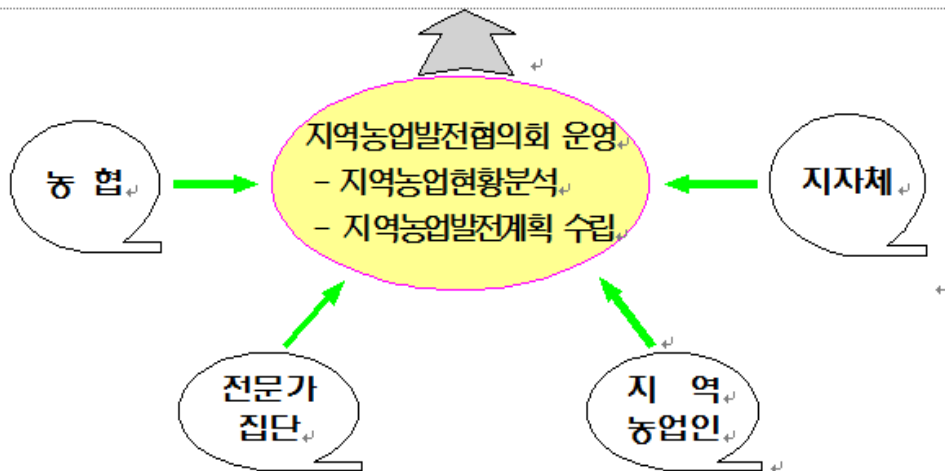 지역농업발전협의회 운영
- 지역농업현황분석
- 지역농업발전계획 수립
농 협
지자체
전문가
집단
지 역
농업인